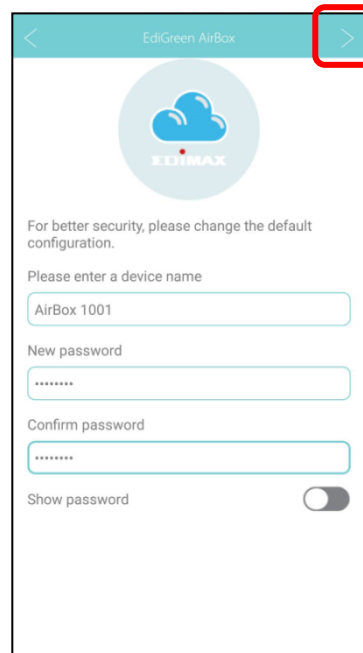 EdiGreen AirBox
EDIMAX
For better security, please change the default
configuration.
Please enter a device name
AirBox 1001
New password
••••••••
Confirm password
••••••••
Show password